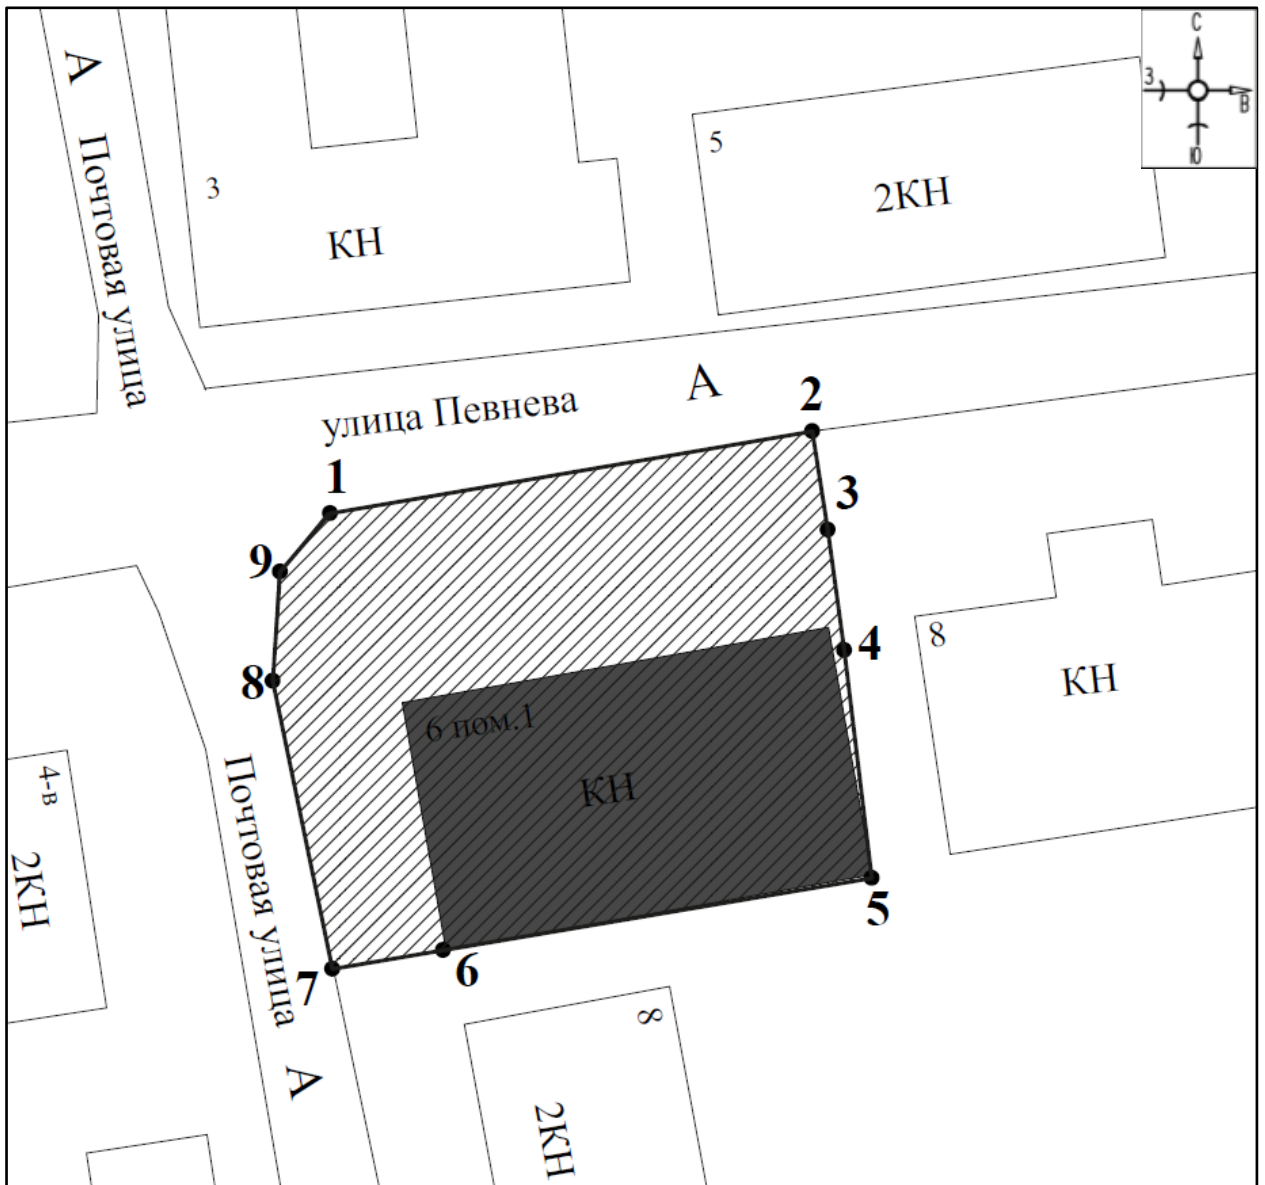 С
З
В
Ю
А
Почтовая улица
3
КН
5
2КН
улица Певнева
А
2
1
3
9
4
8
8
КН
6 пом.1
КН
4-в
2КН
Почтовая улица
5
6
7
А
8
2КН